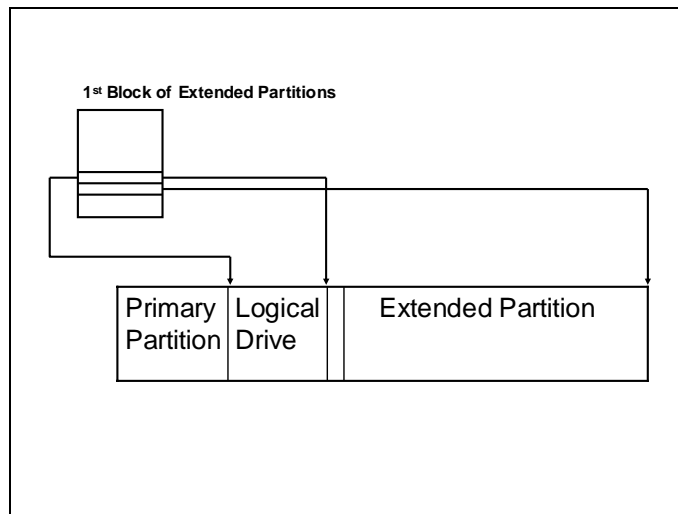 1st Block of Extended Partitions
Primary
Partition
Logical
Drive
Extended Partition